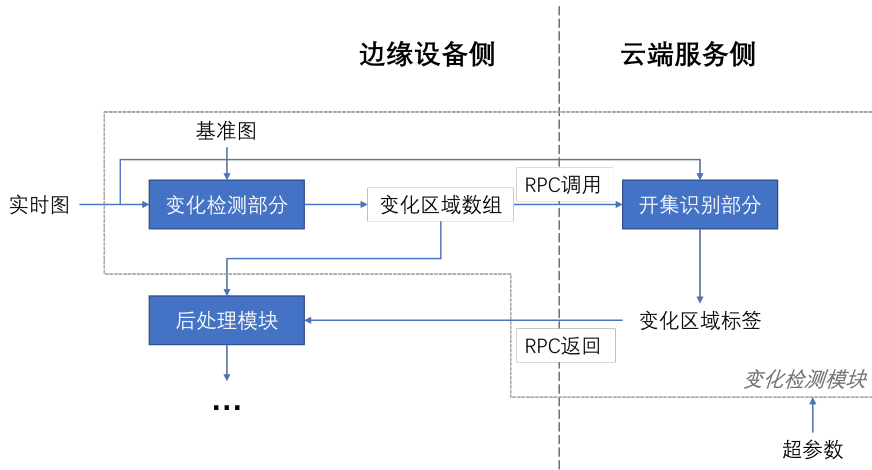 边缘设备侧
云端服务侧
基准图
实时图
变化检测部分
变化区域数组
RPC调用
开集识别部分
后处理模块
变化区域标签
RPC返回
变化检测模块
...
超参数